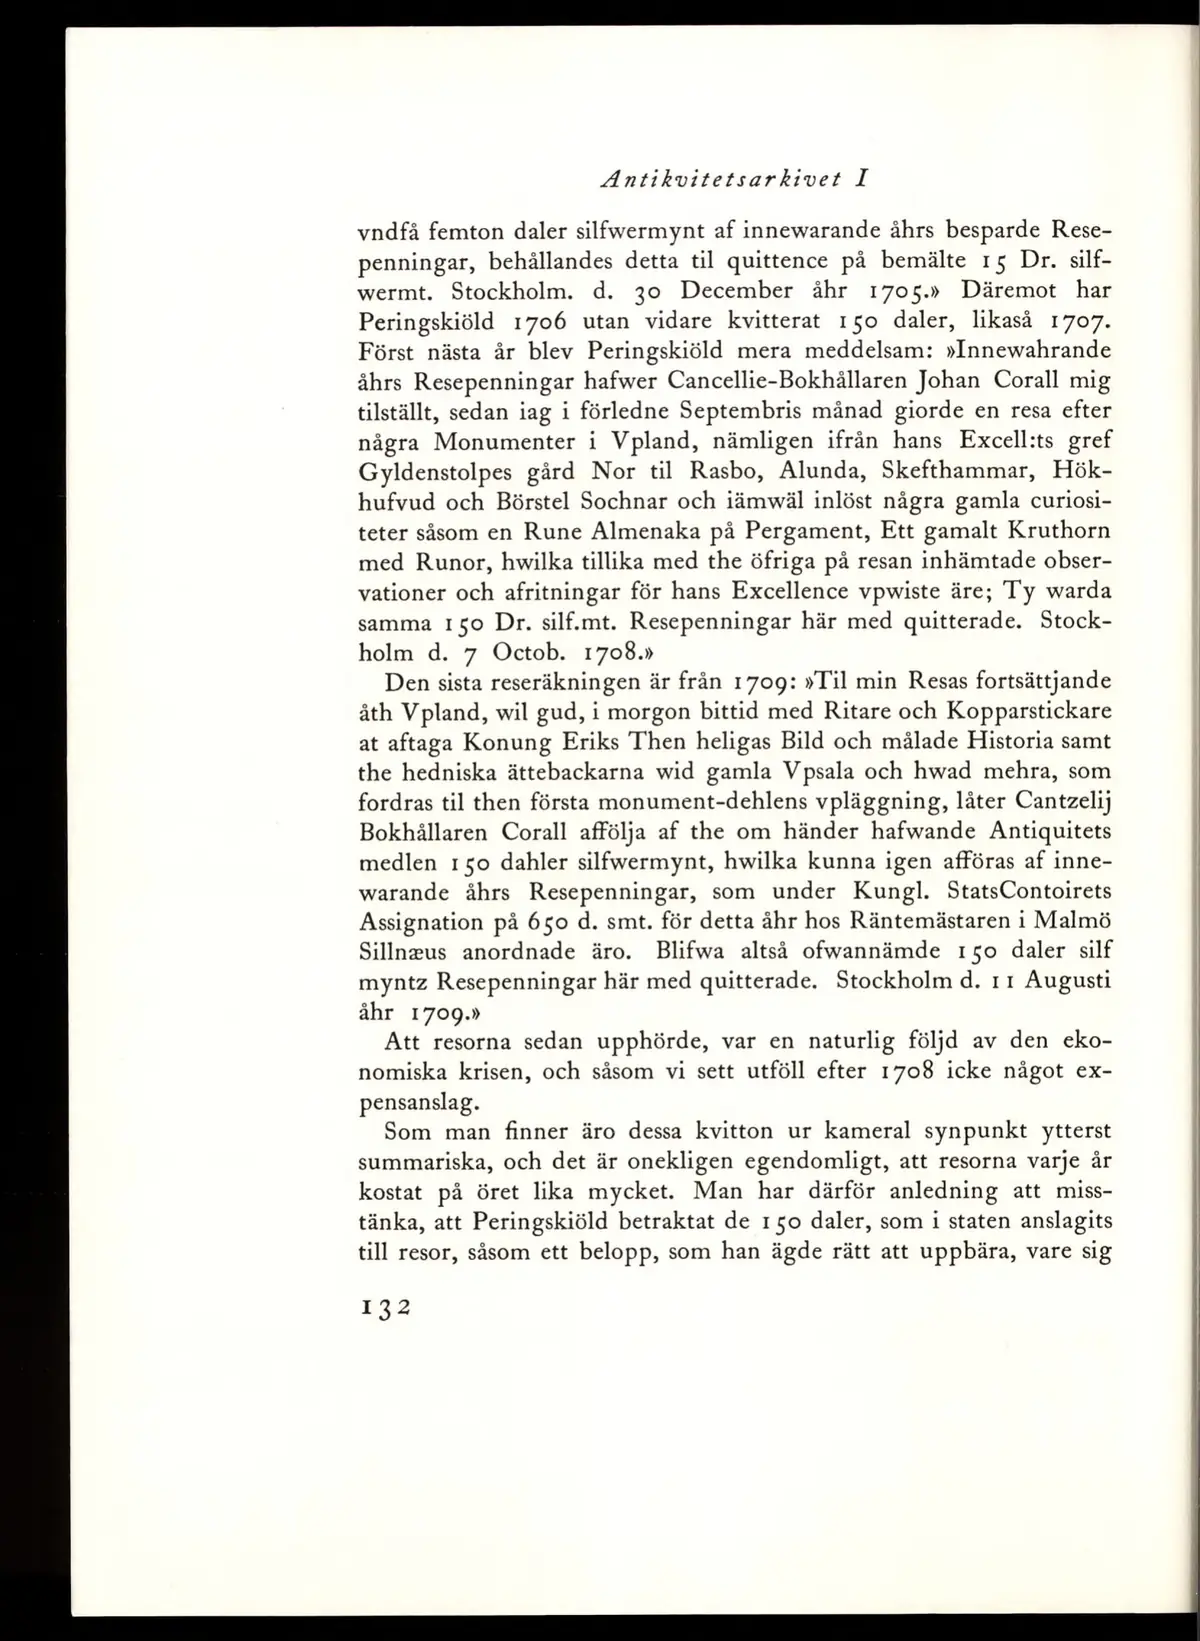 Antikvitetsarkivet I
vndfå femton daler silfwermynt af innewarande åhrs besparde Rese-
penningar, behållandes detta til quittence på bemälte 15 Dr. silf-
wermt. Stockholm. d. 30 December åhr 1705.» Däremot har
Peringskiöld 1706 utan vidare kvitterat 150 daler, likaså 1707.
Först nästa år blev Peringskiöld mera meddelsam: »Innewahrande
åhrs Resepenningar hafwer Cancellie-Bokhållaren Johan Corall mig
tilställt, sedan iag i förledne Septembris månad giorde en resa efter
några Monumenter i Vpland, nämligen ifrån hans Excell:ts gref
Gyldenstolpes gård Nor til Rasbo, Alunda, Skefthammar, Hök-
hufvud och Börstel Sochnar och iämwäl inlöst några gamla curiosi-
teter såsom en Rune Almenaka på Pergament, Ett gamalt Kruthorn
med Runor, hwilka tillika med the öfriga på resan inhämtade obser-
vationer och afritningar för hans Excellence vpwiste äre; Ty warda
samma 150 Dr. silf.mt. Resepenningar här med quitterade. Stock-
holm d. 7 Octob. 1708.»
Den sista reseräkningen är från 1709: »Til min Resas fortsättjande
åth Vpland, wil gud, i morgon bittid med Ritare och Kopparstickare
at aftaga Konung Eriks Then heligas Bild och målade Historia samt
the hedniska ättebackarna wid gamla Vpsala och hwad mehra, som
fordras til then första monument-dehlens vpläggning, låter Cantzelij
Bokhållaren Corall affölja af the om händer hafwande Antiquitets
medlen 150 dahler silfwermynt, hwilka kunna igen afföras af inne-
warande åhrs Resepenningar, som under Kungl. StatsContoirets
Assignation på 650 d. smt. för detta åhr hos Räntemästaren i Malmö
Sillnæus anordnade äro. Blifwa altså ofwannämde 150 daler silf
myntz Resepenningar här med quitterade. Stockholm d. 11 Augusti
åhr 1709.»
Att resorna sedan upphörde, var en naturlig följd av den eko-
nomiska krisen, och såsom vi sett utföll efter 1708 icke något ex-
pensanslag.
Som man finner äro dessa kvitton ur kameral synpunkt ytterst
summariska, och det är onekligen egendomligt, att resorna varje år
kostat på öret lika mycket. Man har därför anledning att miss-
tänka, att Peringskiöld betraktat de 150 daler, som i staten anslagits
till resor, såsom ett belopp, som han ägde rätt att uppbära, vare sig
132